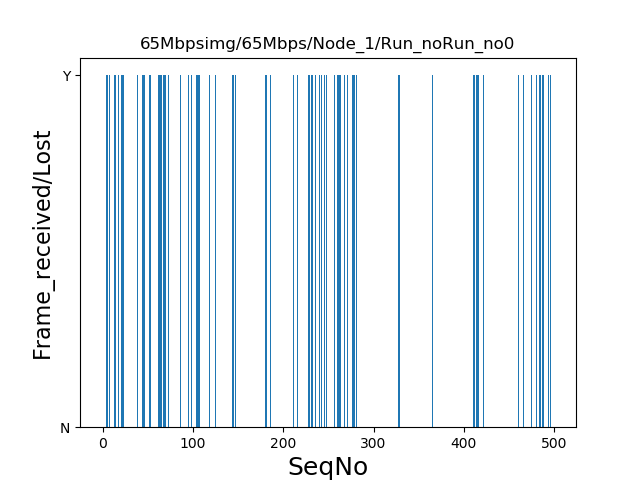 65Mbpsimg/65Mbps/Node_1/Run_noRun_no0
Y
Frame_received/Lost
N
0 100 200 300 400 500
SeqNo